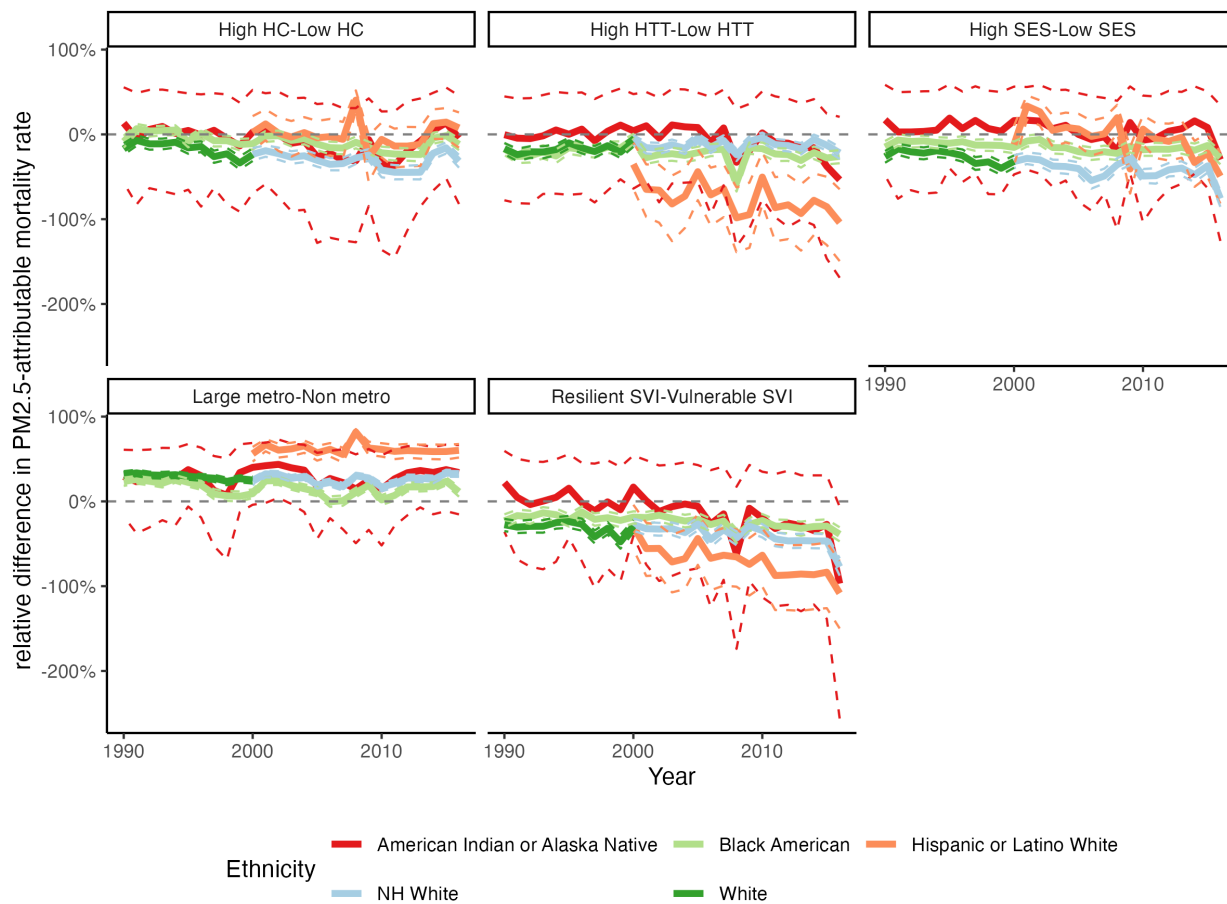 High HC-Low HC
High HTT-Low HTT
High SES-Low SES
100%
0%
-100%
-200%
1990
2000
2010
Large metro-Non metro
Resilient SVI-Vulnerable SVI
100%
0%
-100%
-200%
1990
2000
2010
1990
2000
2010
relative difference in PM2.5-attributable mortality rate
Year
Ethnicity
American Indian or Alaska Native
Black American
Hispanic or Latino White
NH White
White